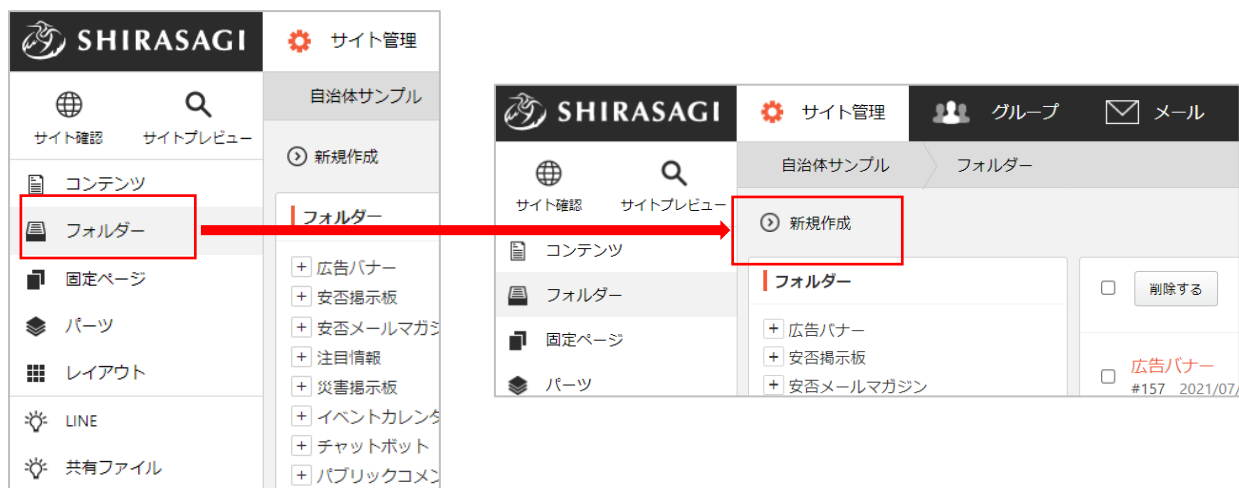 SHIRASAGI
サイト管理
サイト確認
サイトプレビュー
自治体サンプル
新規作成
コンテンツ
フォルダー
固定ページ
パーツ
レイアウト
LINE
共有ファイル
フォルダー
広告バナー
安否掲示板
安否メールマガジ
注目情報
災害掲示板
イベントカレンダ
チャットボット
パブリックコメン
SHIRASAGI
サイト管理
グループ
メール
サイト確認
サイトプレビュー
自治体サンプル
フォルダー
新規作成
コンテンツ
フォルダー
固定ページ
パーツ
フォルダー
広告バナー
安否掲示板
安否メールマガジン
削除する
広告バナー
#157 2021/07/